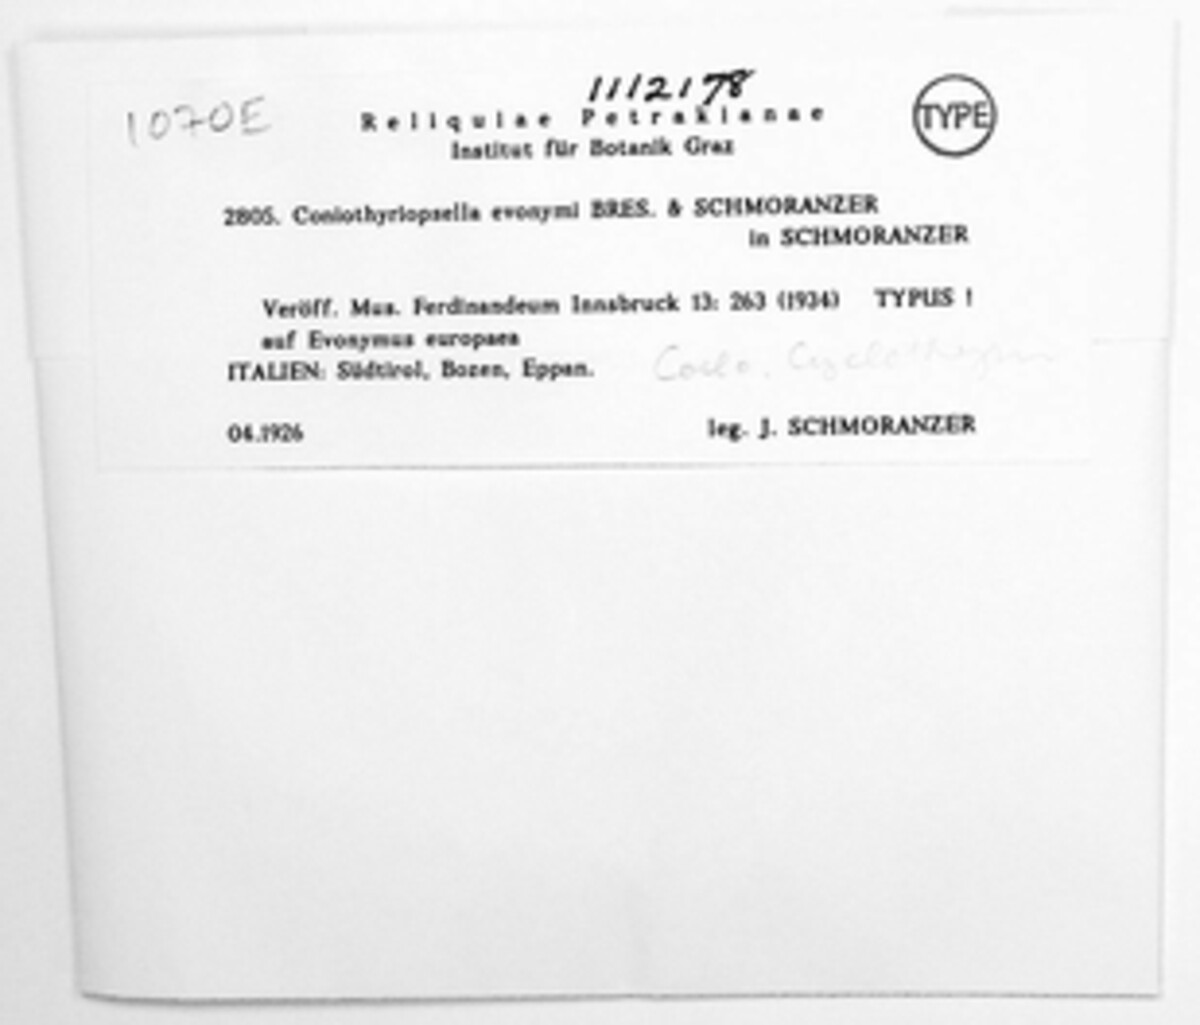 1112178
1070E
Reliquiae Petrakianae
TYPE
Institut für Botanik Graz
2805. Coniothyriopsella evonymi BRES. & SCHMORANZER
in SCHMORANZER
Veröff. Mus. Ferdinandeum Innsbruck 13: 263 (1934) TYPUS !
auf Evonymus europaea
ITALIEN: Südtirol, Bozen, Eppan.
04.1926 leg. J. SCHMORANZER